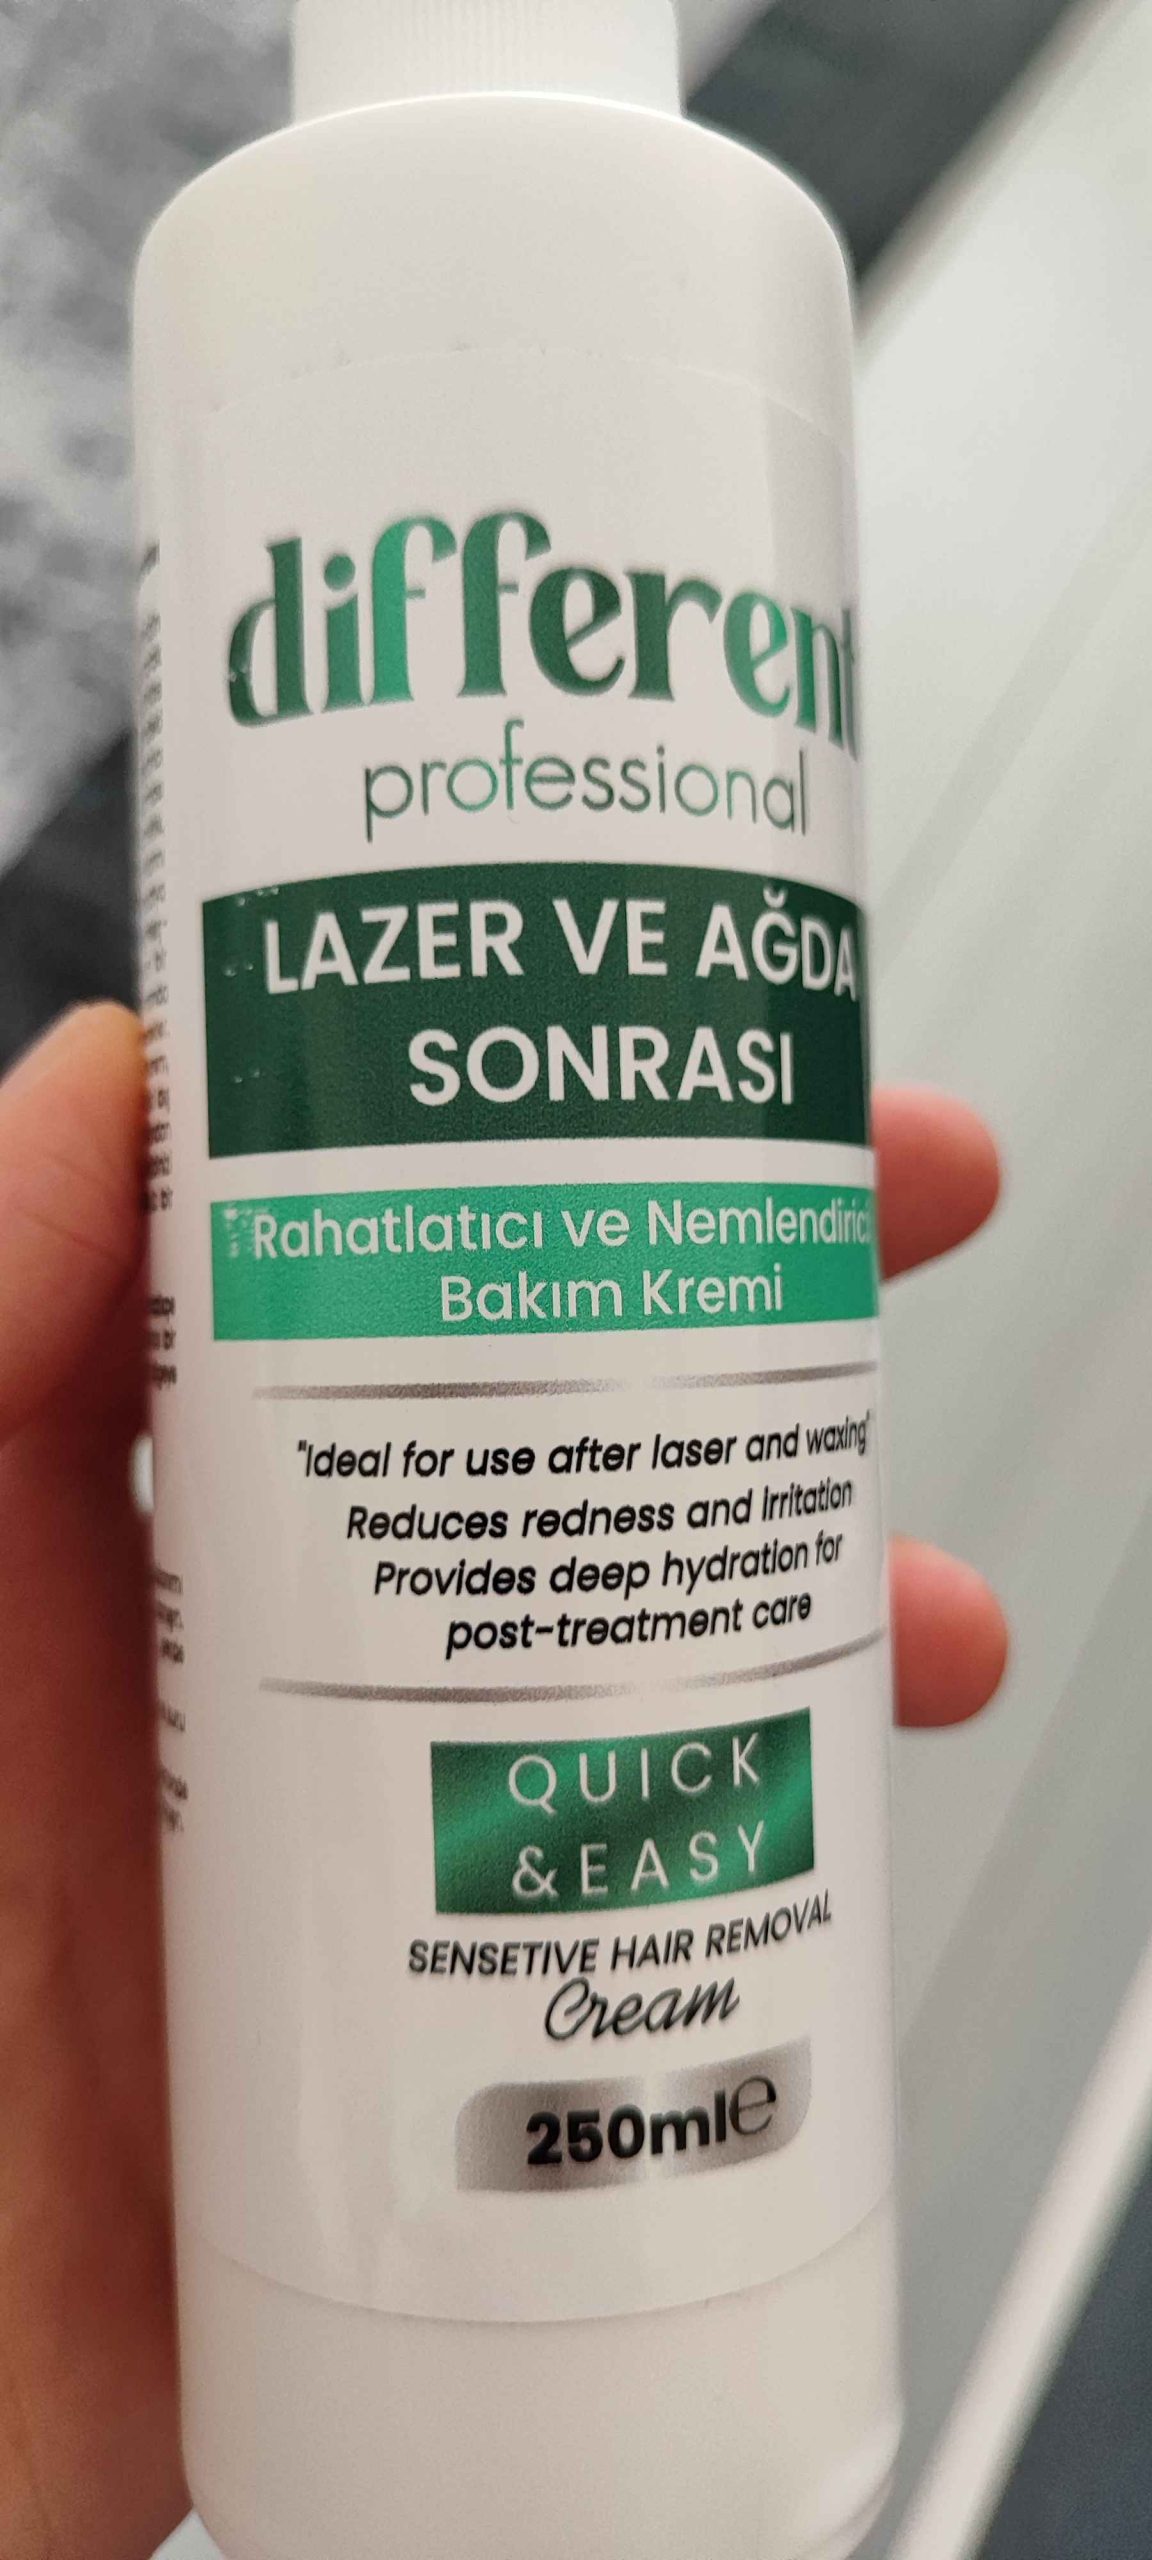 different
professional
LAZER VE AĞDA
SONRASI
Rahatlatıcı ve Nemlendirici
Bakım Kremi
"Ideal for use after laser and waxing"
Reduces redness and irritation
Provides deep hydration for
post-treatment care
QUICK
&EASY
SENSETIVE HAIR REMOVAL
Cream
250ml℮